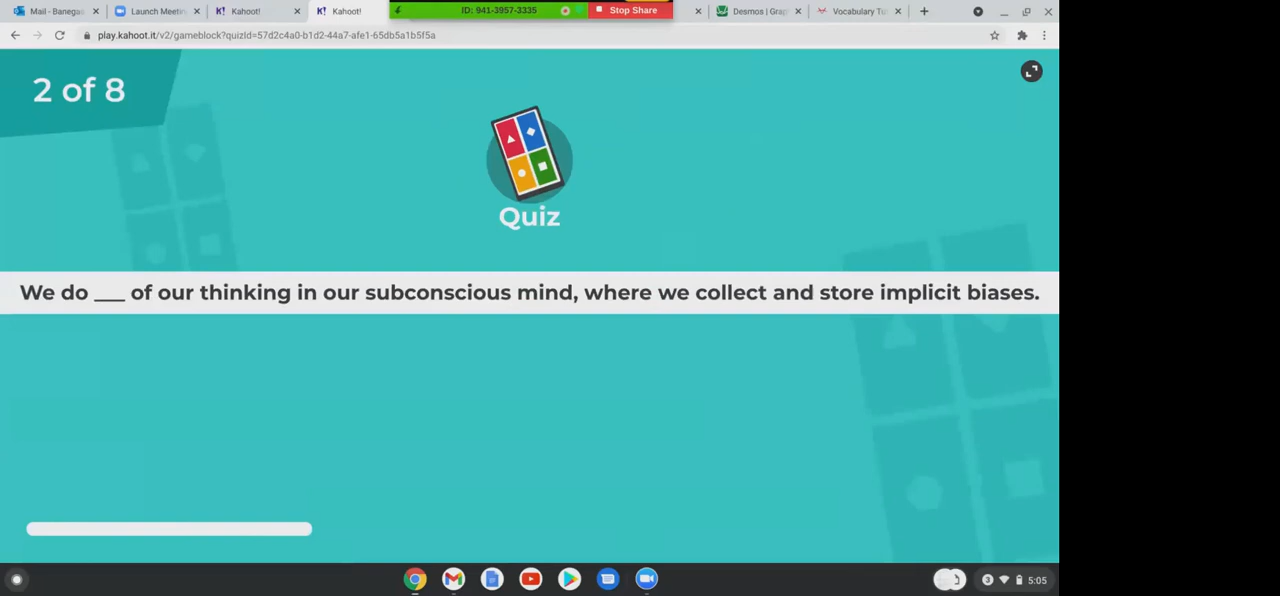 Mail - Banega
Launch Meetin
K! Kahoot!
K! Kahoot!
ID: 941-3957-3335
Stop Share
Desmos | Gra
Vocabulary Tu
play.kahoot.it/v2/gameblock?quizId=57d2c4a0-b1d2-44a7-afe1-65db5a1b5f5a
2 of 8
Quiz
We do ___ of our thinking in our subconscious mind, where we collect and store implicit biases.
3
5:05